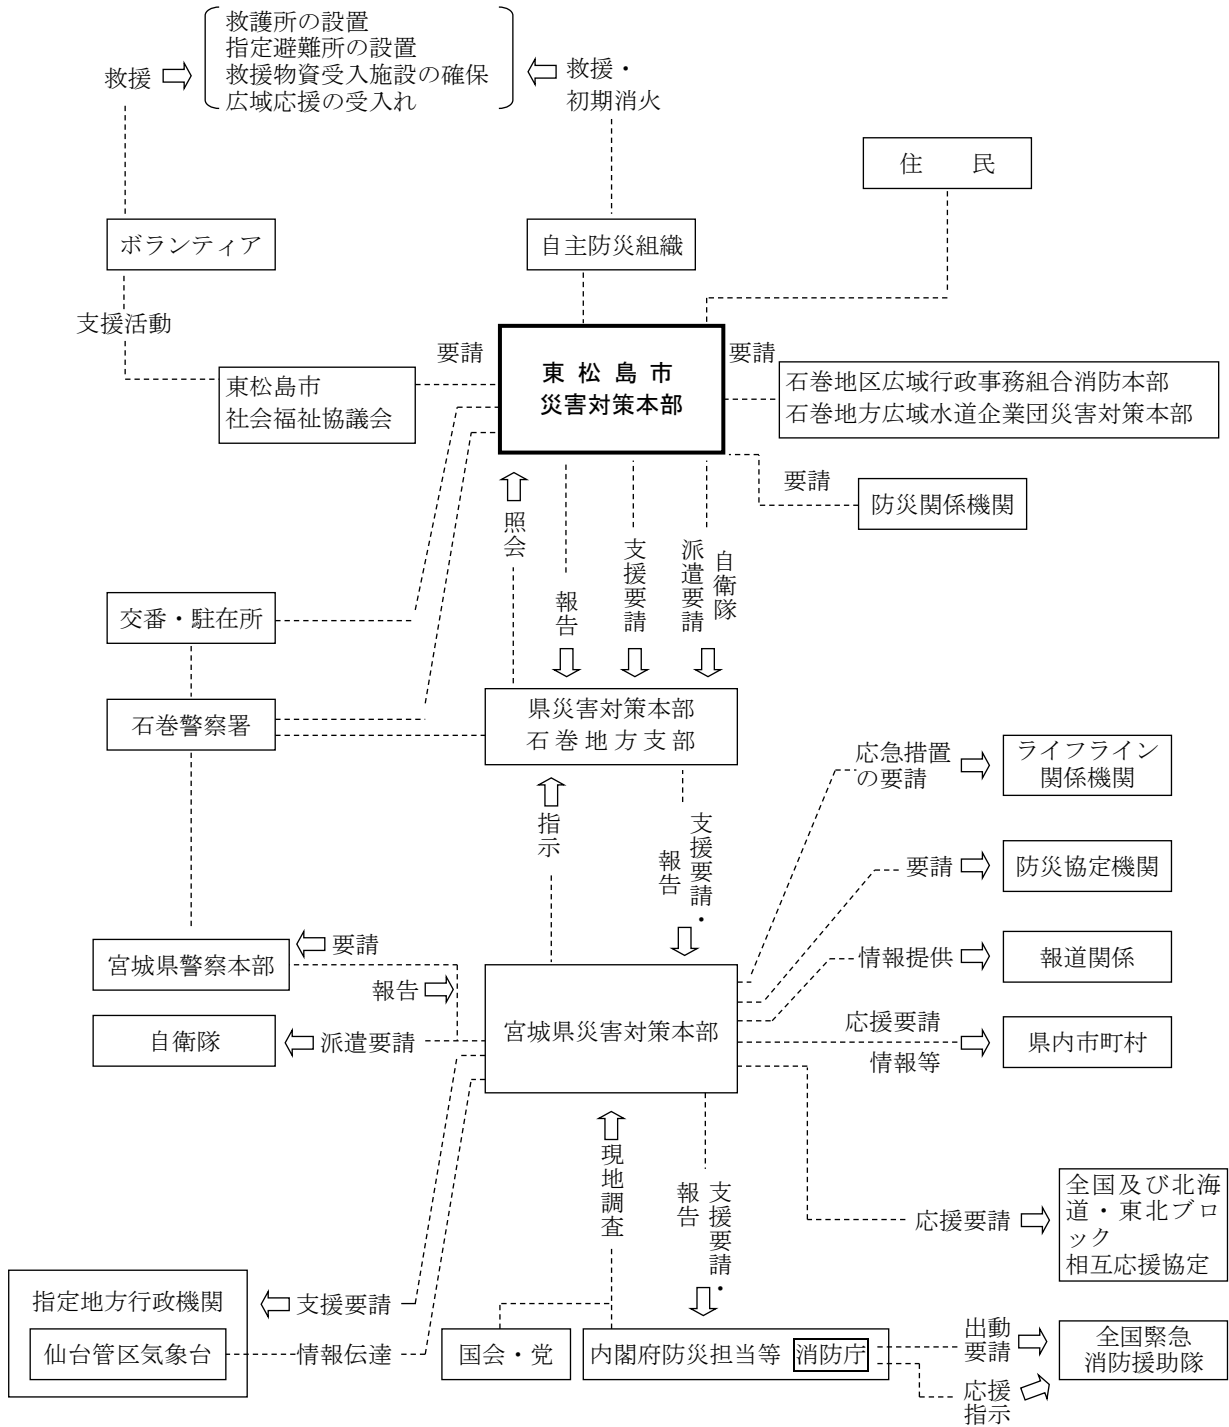 救護所の設置
指定避難所の設置
救援物資受入施設の確保
広域応援の受入れ
救援
救援・
初期消火
住　　民
ボランティア
自主防災組織
支援活動
要請
東 松 島 市
災害対策本部
要請
東松島市
社会福祉協議会
石巻地区広域行政事務組合消防本部
石巻地方広域水道企業団災害対策本部
要請
防災関係機関
照会
報告
支援要請
自衛隊
派遣要請
交番・駐在所
石巻警察署
県災害対策本部
石巻地方支部
応急措置
の要請
ライフライン
関係機関
指示
支援要請・
報告
要請
防災協定機関
要請
宮城県警察本部
報告
情報提供
報道関係
自衛隊
派遣要請
宮城県災害対策本部
応援要請
情報等
県内市町村
現地調査
支援要請・
報告
応援要請
全国及び北海
道・東北ブロ
ック
相互応援協定
指定地方行政機関
支援要請
仙台管区気象台
情報伝達
国会・党
内閣府防災担当等
消防庁
出動
要請
全国緊急
消防援助隊
応援
指示